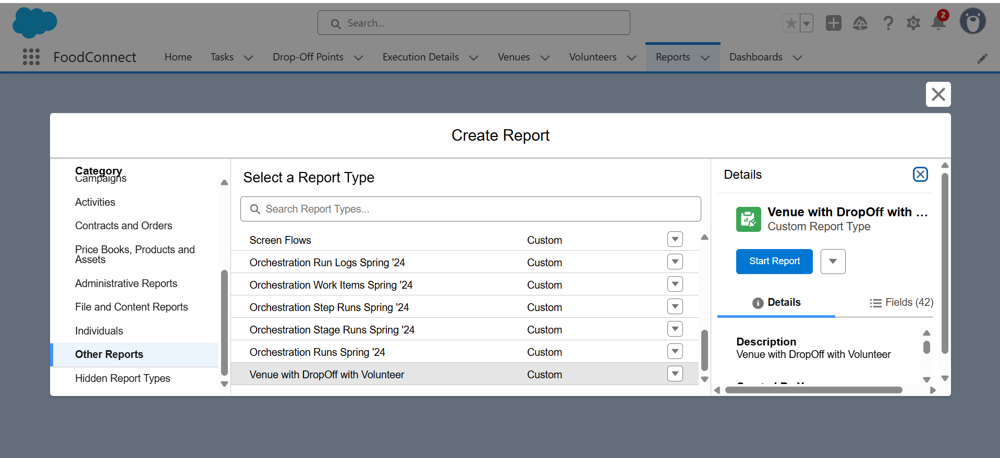 Search...
2
FoodConnect
Home
Tasks
Drop-Off Points
Execution Details
Venues
Volunteers
Reports
Dashboards
Create Report
Category
Campaigns
Activities
Contracts and Orders
Price Books, Products and
Assets
Administrative Reports
File and Content Reports
Individuals
Other Reports
Hidden Report Types
Select a Report Type
Search Report Types...
Screen Flows Custom
Orchestration Run Logs Spring '24 Custom
Orchestration Work Items Spring '24 Custom
Orchestration Step Runs Spring '24 Custom
Orchestration Stage Runs Spring '24 Custom
Orchestration Runs Spring '24 Custom
Venue with DropOff with Volunteer Custom
Details
Venue with DropOff with ...
Custom Report Type
Start Report
Details
Fields (42)
Description
Venue with DropOff with Volunteer